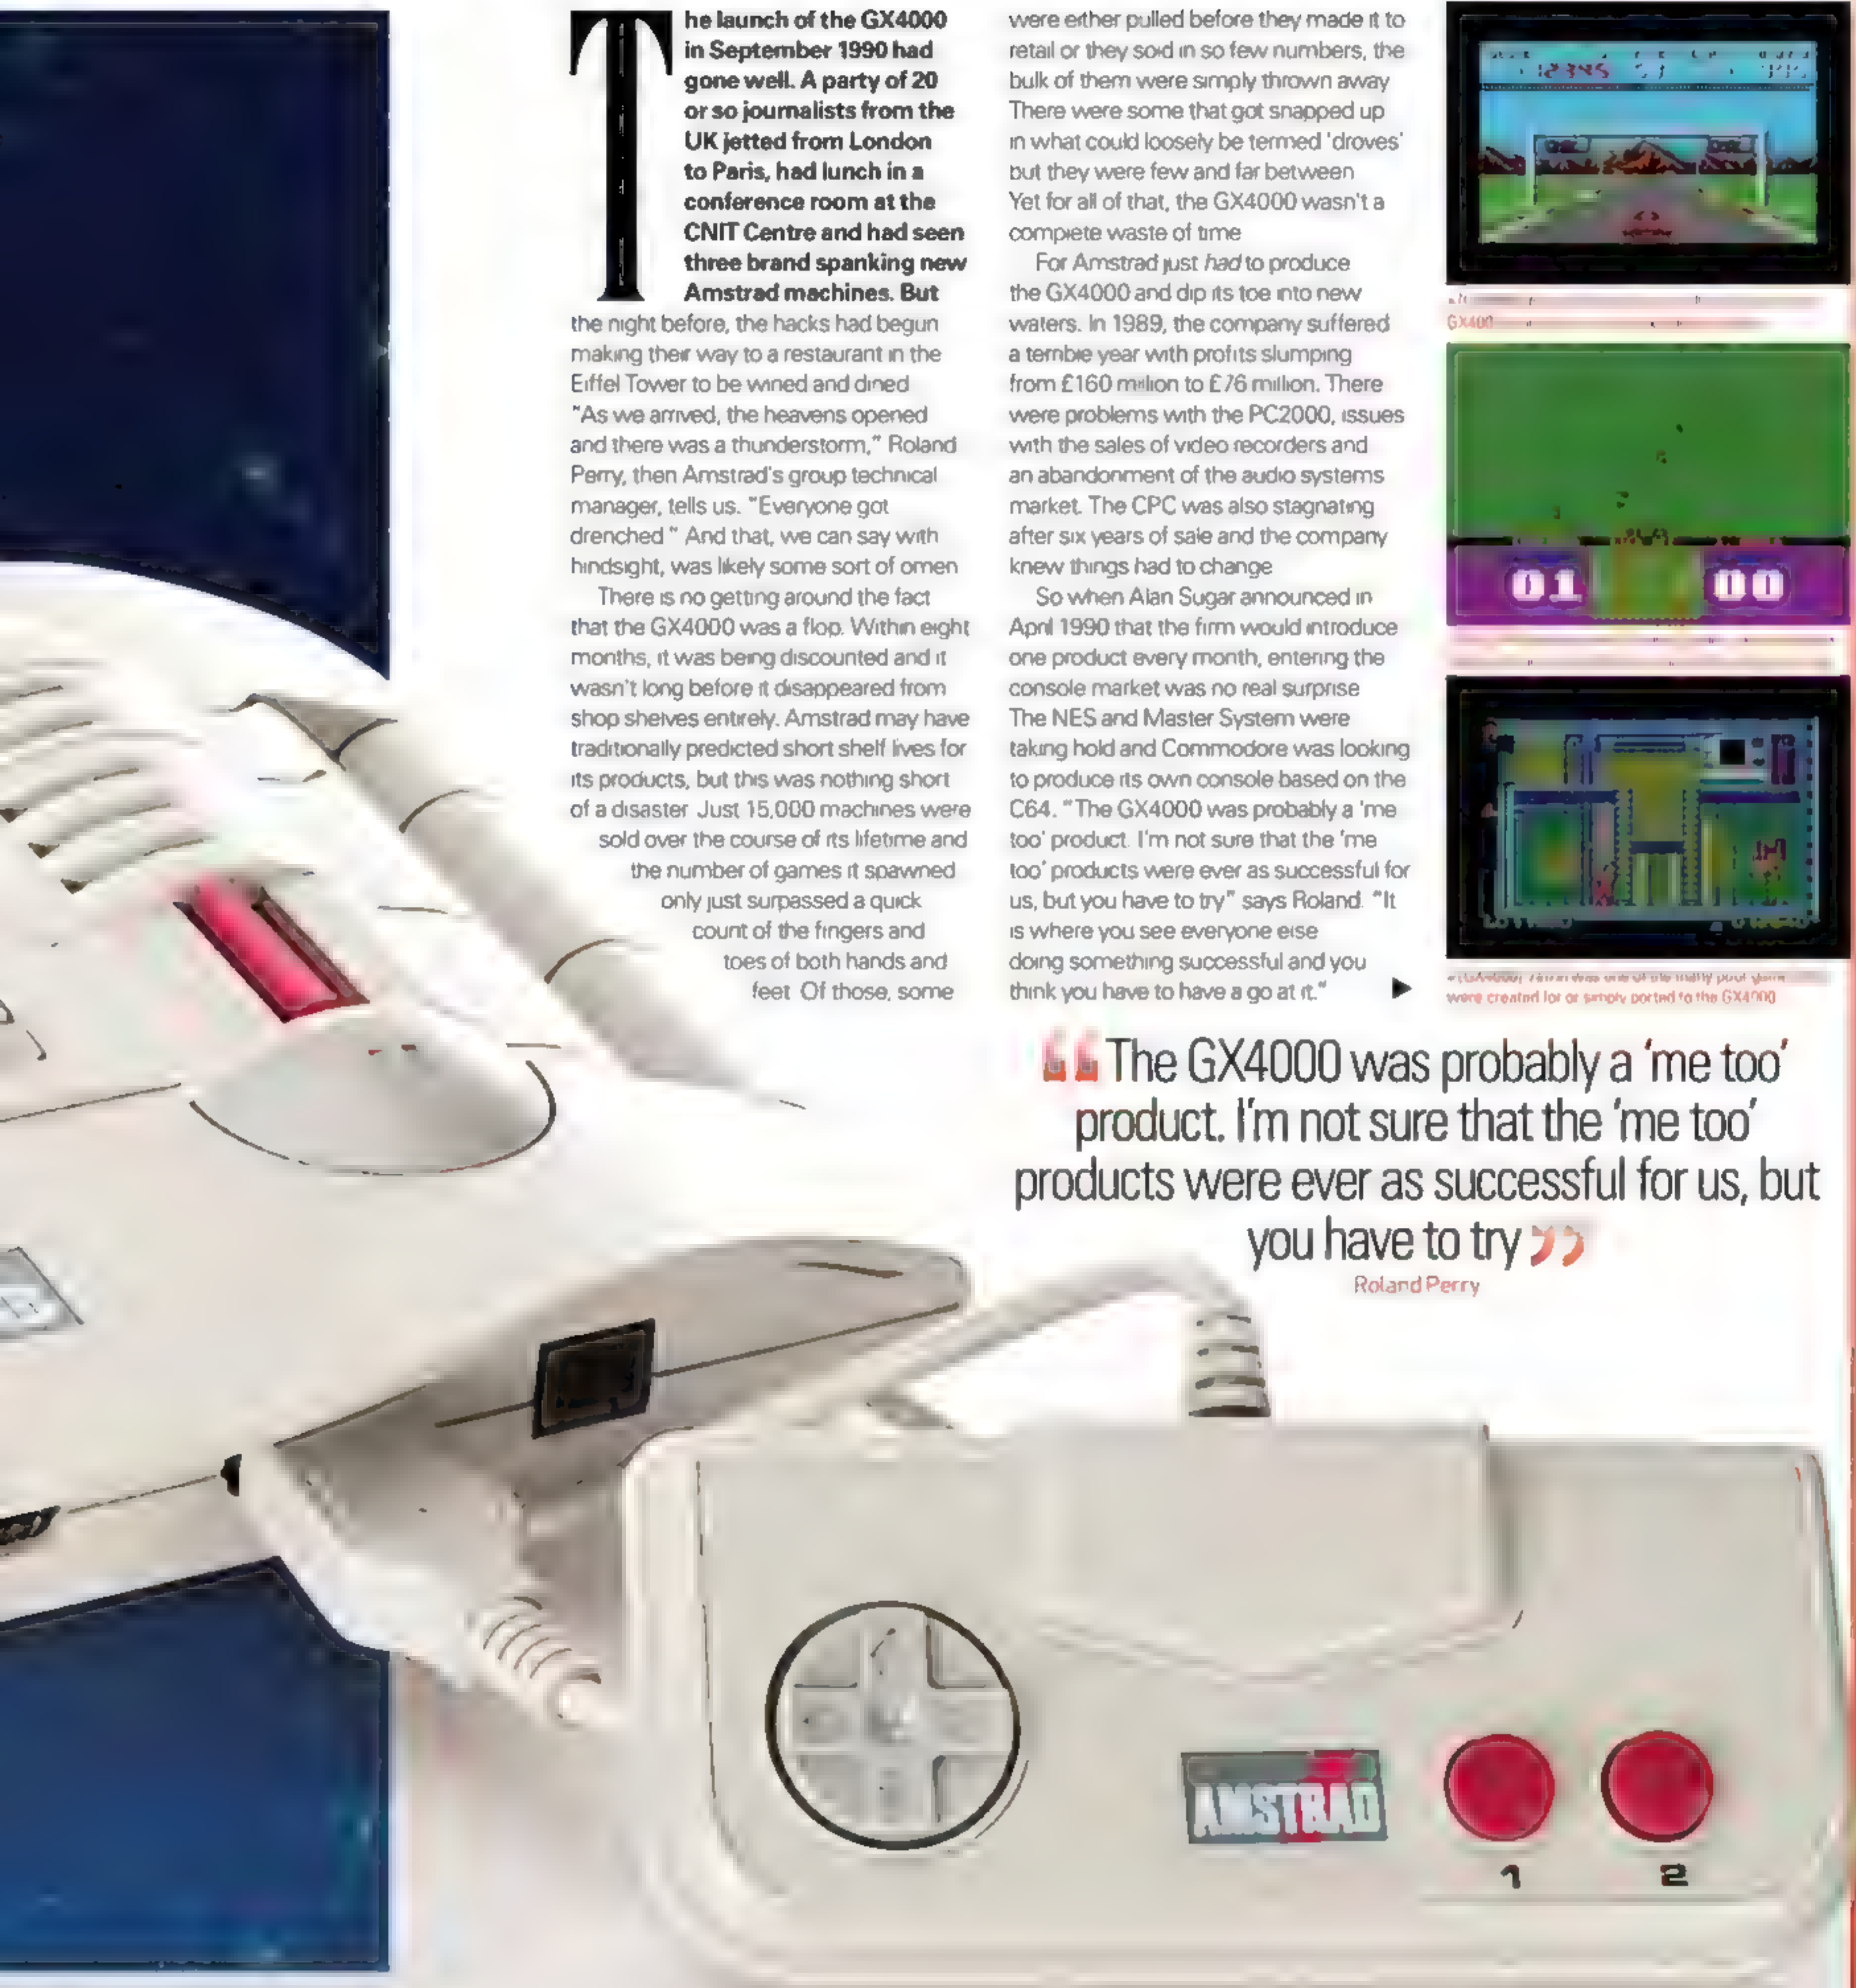 The launch of the GX4000
in September 1990 had
gone well. A party of 20
or so journalists from the
UK jetted from London
to Paris, had lunch in a
conference room at the
CNIT Centre and had seen
three brand spanking new
Amstrad machines. But
the night before, the hacks had begun
making their way to a restaurant in the
Eiffel Tower to be wined and dined
"As we arrived, the heavens opened
and there was a thunderstorm," Roland
Perry, then Amstrad's group technical
manager, tells us. "Everyone got
drenched" And that, we can say with
hindsight, was likely some sort of omen
There is no getting around the fact
that the GX4000 was a flop. Within eight
months, it was being discounted and it
wasn't long before it disappeared from
shop shelves entirely. Amstrad may have
traditionally predicted short shelf lives for
its products, but this was nothing short
of a disaster Just 15,000 machines were
sold over the course of its lifetime and
the number of games it spawned
only just surpassed a quick
count of the fingers and
toes of both hands and
feet Of those, some
were either pulled before they made it to
retail or they sold in so few numbers, the
bulk of them were simply thrown away
There were some that got snapped up
in what could loosely be termed 'droves'
but they were few and far between
Yet for all of that, the GX4000 wasn't a
complete waste of time
For Amstrad just had to produce
the GX4000 and dip its toe into new
waters. In 1989, the company suffered
a terrible year with profits slumping
from £160 million to £76 million. There
were problems with the PC2000, issues
with the sales of video recorders and
an abandonment of the audio systems
market. The CPC was also stagnating
after six years of sale and the company
knew things had to change
So when Alan Sugar announced in
April 1990 that the firm would introduce
one product every month, entering the
console market was no real surprise
The NES and Master System were
taking hold and Commodore was looking
to produce its own console based on the
C64. "The GX4000 was probably a 'me
too' product. I'm not sure that the 'me
too' products were ever as successful for
us, but you have to try" says Roland. "It
is where you see everyone else
doing something successful and you
think you have to have a go at it."
12345
GX400
01 00
was one of the many poor
were created for or simply ported to the GX4000
“The GX4000 was probably a ‘me too’
product. I'm not sure that the ‘me too’
products were ever as successful for us, but
you have to try”
Roland Perry
AMSTRAD
1 2